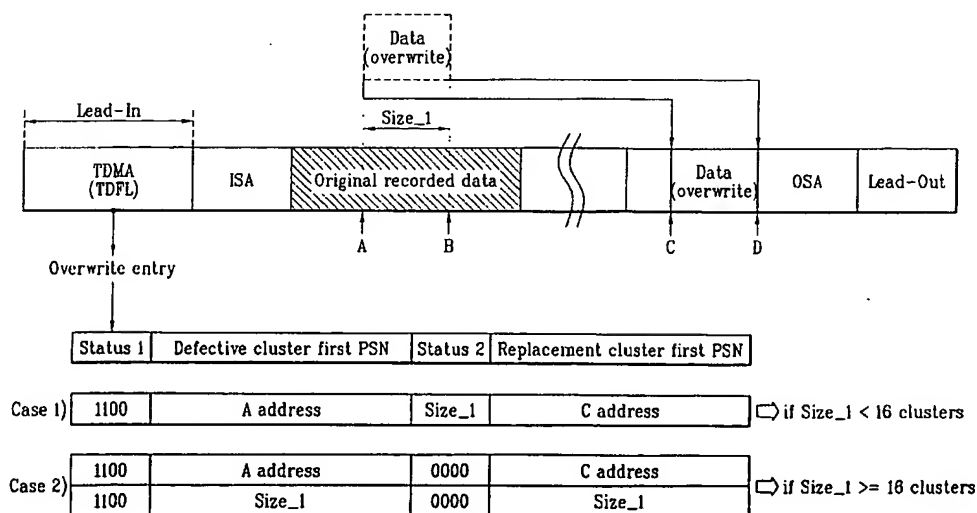 Data
(overwrite)
Lead-In
Size_1
TDMA
(TDFL)
ISA
Original recorded data
Data
(overwrite)
OSA
Lead-Out
A
B
C
D
Overwrite entry
Status 1
Defective cluster first PSN
Status 2
Replacement cluster first PSN
Case 1)
1100
A address
Size_1
C address
if Size_1 < 16 clusters
Case 2)
1100
A address
0000
C address
1100
Size_1
0000
Size_1
if Size_1 >= 16 clusters